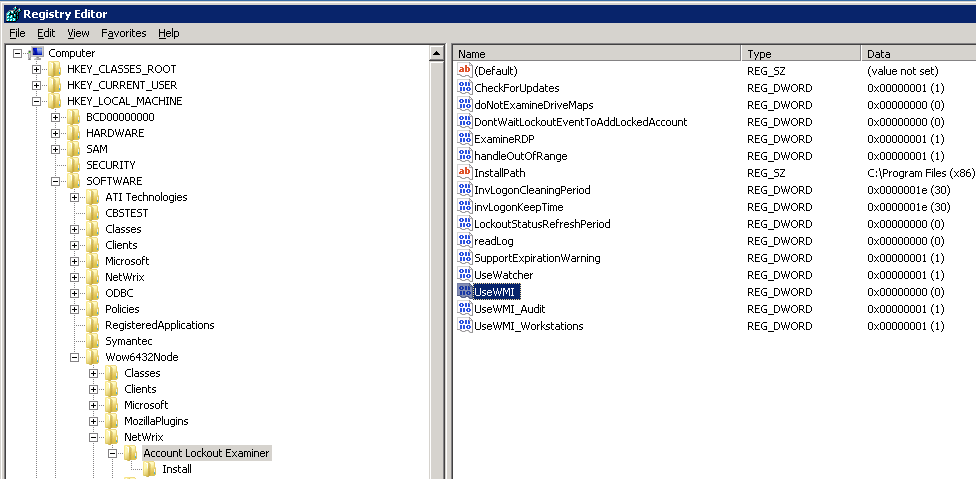 Registry Editor
File Edit View Favorites Help
Computer
HKEY_CLASSES_ROOT
HKEY_CURRENT_USER
HKEY_LOCAL_MACHINE
BCD00000000
HARDWARE
SAM
SECURITY
SOFTWARE
ATI Technologies
CBSTEST
Classes
Clients
Microsoft
NetWrix
ODBC
Policies
RegisteredApplications
Symantec
Wow6432Node
Classes
Clients
Microsoft
MozillaPlugins
NetWrix
Account Lockout Examiner
Install
Name Type Data
(Default) REG_SZ (value not set)
CheckForUpdates REG_DWORD 0x00000001 (1)
doNotExamineDriveMaps REG_DWORD 0x00000000 (0)
DontWaitLockoutEventToAddLockedAccount REG_DWORD 0x00000000 (0)
ExamineRDP REG_DWORD 0x00000001 (1)
handleOutOfRange REG_DWORD 0x00000001 (1)
InstallPath REG_SZ C:\Program Files (x86)
InvLogonCleaningPeriod REG_DWORD 0x0000001e (30)
invLogonKeepTime REG_DWORD 0x0000001e (30)
LockoutStatusRefreshPeriod REG_DWORD 0x00000000 (0)
readLog REG_DWORD 0x00000000 (0)
SupportExpirationWarning REG_DWORD 0x00000001 (1)
UseWatcher REG_DWORD 0x00000001 (1)
UseWMI REG_DWORD 0x00000000 (0)
UseWMI_Audit REG_DWORD 0x00000001 (1)
UseWMI_Workstations REG_DWORD 0x00000001 (1)